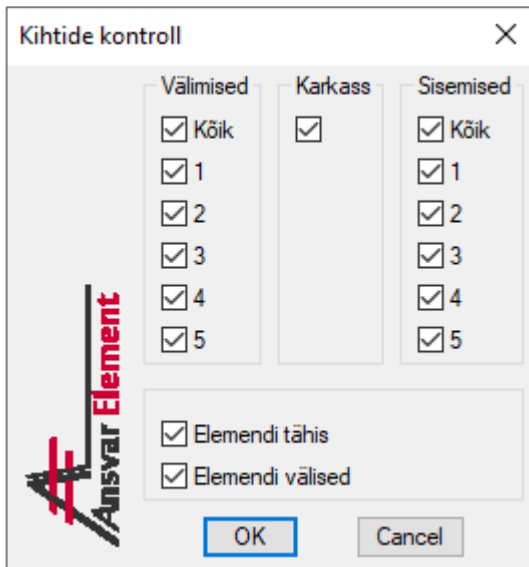 Kihtide kontroll
Välimised
Kõik
1
2
3
4
5
Karkass
Sisemised
Kõik
1
2
3
4
5
Ansvar Element
Elemendi tähis
Elemendi välised
OK
Cancel